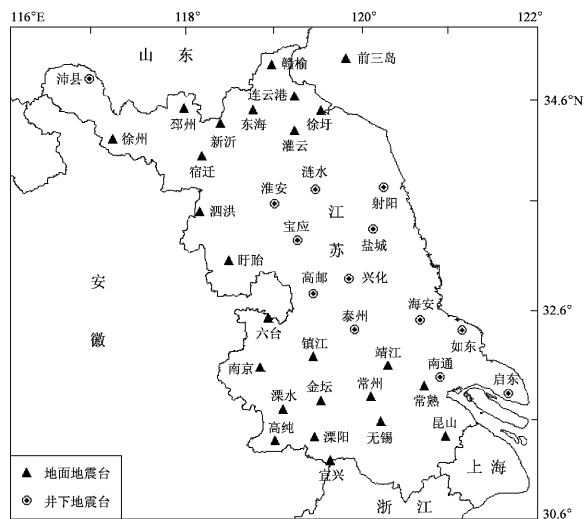 116°E
118°
120°
122°
山 东
前三岛
赣榆
沛县
连云港
34.6°N
邳州
新沂
东海
徐圩
徐州
灌云
宿迁
涟水
淮安
射阳
泗洪
江
宝应
盐城
苏
盱眙
安
高邮
兴化
32.6°
海安
泰州
六合
徽
镇江
如东
靖江
南京
南通
启东
溧水
金坛
常州
常熟
高纯
溧阳
无锡
昆山
宜兴
上 海
▲ 地面地震台
井下地震台
浙 江
30.6°